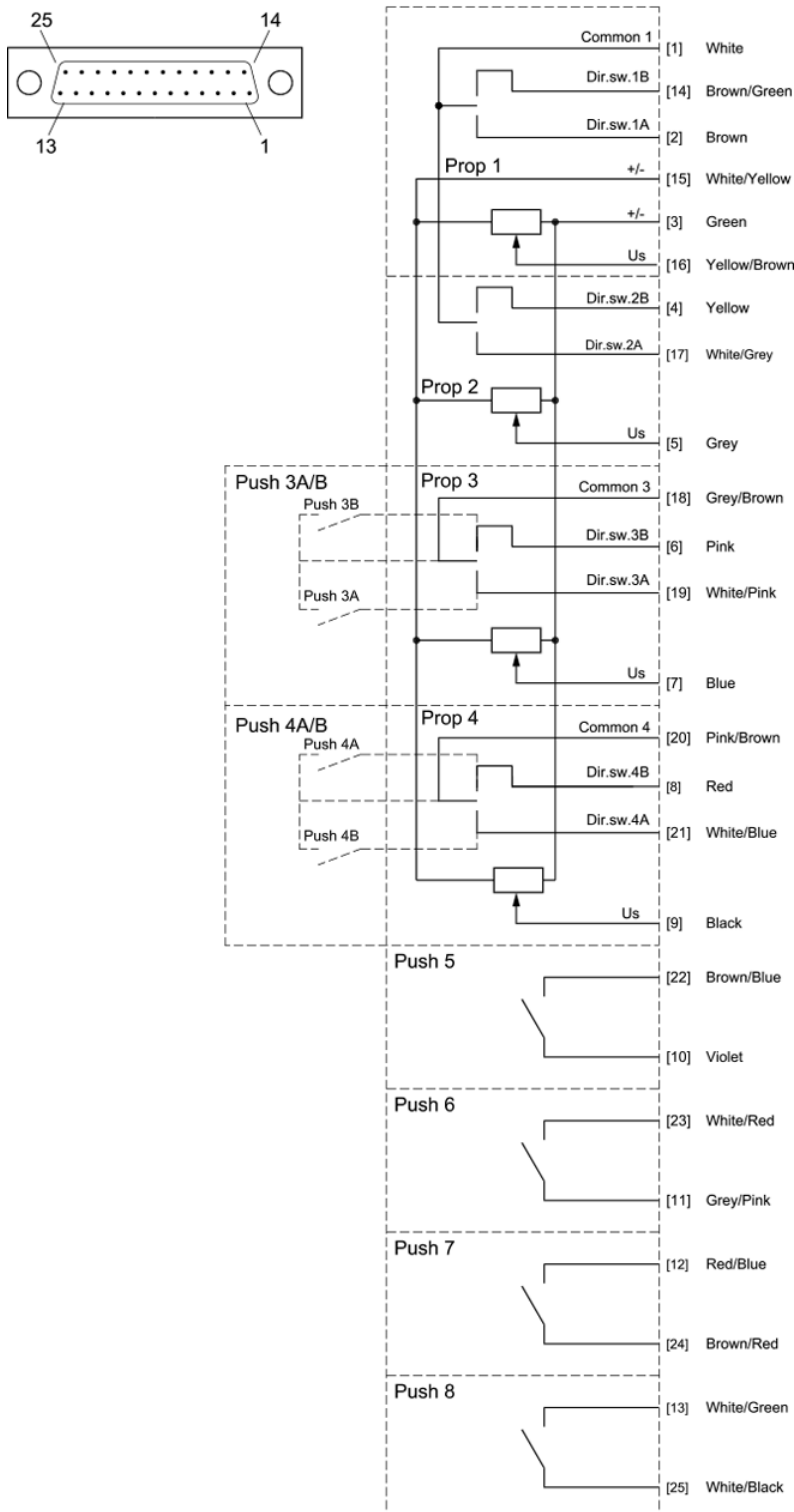 25 14
13 1
Common 1 [1] White
Dir.sw.1B [14] Brown/Green
Dir.sw.1A [2] Brown
Prop 1 +/- [15] White/Yellow
+/- [3] Green
Us [16] Yellow/Brown
Dir.sw.2B [4] Yellow
Dir.sw.2A [17] White/Grey
Prop 2
Us [5] Grey
Push 3A/B Prop 3 Common 3 [18] Grey/Brown
Push 3B
Dir.sw.3B [6] Pink
Push 3A Dir.sw.3A [19] White/Pink
Us [7] Blue
Push 4A/B Prop 4 Common 4 [20] Pink/Brown
Push 4A
Dir.sw.4B [8] Red
Push 4B Dir.sw.4A [21] White/Blue
Us [9] Black
Push 5
[22] Brown/Blue
[10] Violet
Push 6
[23] White/Red
[11] Grey/Pink
Push 7
[12] Red/Blue
[24] Brown/Red
Push 8
[13] White/Green
[25] White/Black